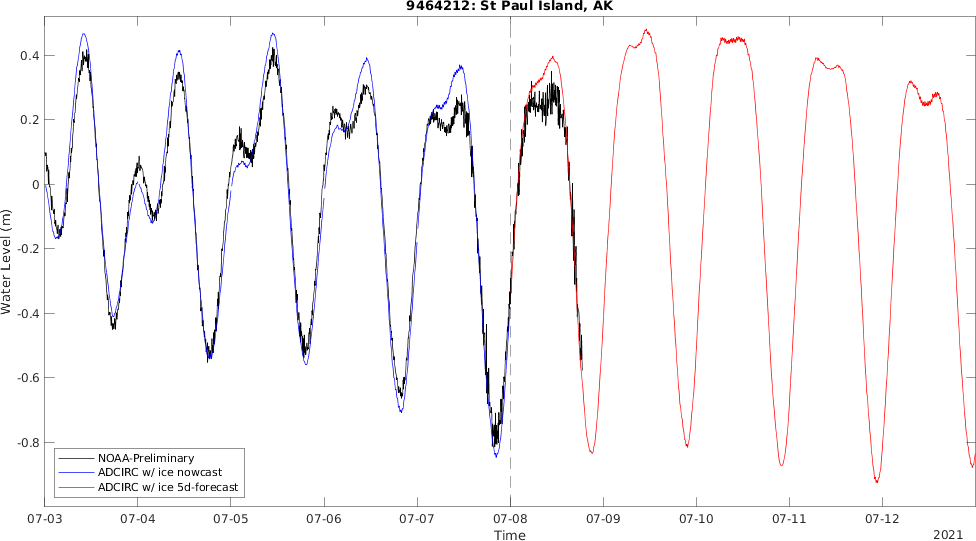 9464212: St Paul Island, AK
0.4
0.2
0
-0.2
-0.4
-0.6
-0.8
Water Level (m)
NOAA-Preliminary
ADCIRC w/ ice nowcast
ADCIRC w/ ice 5d-forecast
07-03 07-04 07-05 07-06 07-07 07-08 07-09 07-10 07-11 07-12
Time
2021